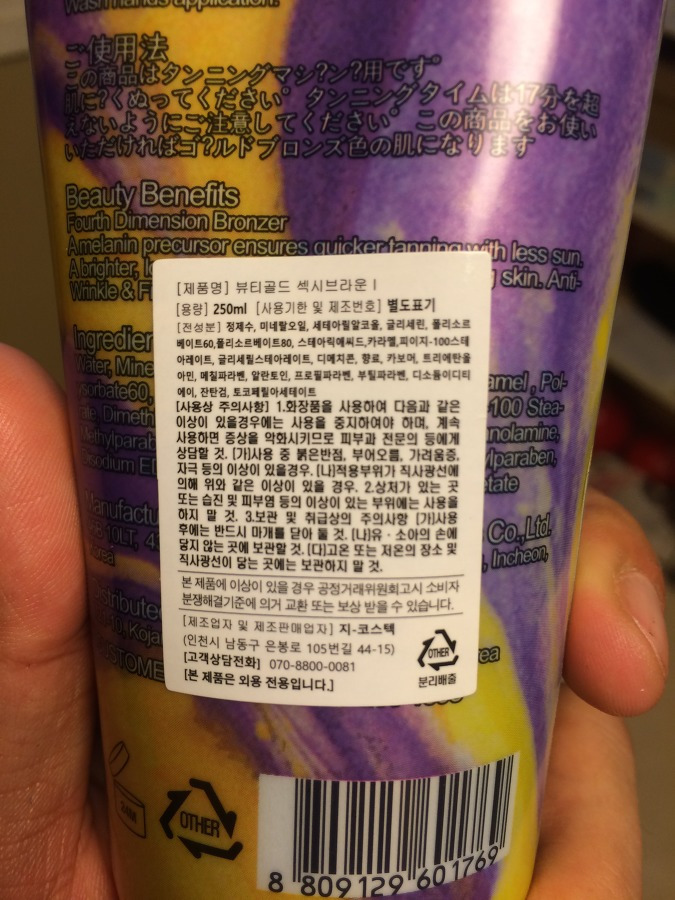 Wash hands application.
ご使用法
この商品はタンニングマシ?ン?用です。
肌に?くぬってください。 タンニングタイムは17分を超
えないようにご注意してください。 この商品をお使い
いただければゴ?ルドブロンズ色の肌になります
Beauty Benefits
Fourth Dimension Bronzer
A melanin precursor ensures quicker tanning with less sun.
A brighter, skin. Anti-
Wrinkle &
[제품명] 뷰티골드 섹시브라운 I
[용량] 250ml [사용기한 및 제조번호] 별도표기
[전성분] 정제수, 미네랄오일, 세테아릴알코올, 글리세린, 폴리소르
베이트60,폴리소르베이트80, 스테아릭애씨드,카라멜,피이지-100스테
아레이트, 글리세릴스테아레이트, 디메치콘, 향료, 카보머, 트리에탄올
아민, 메칠파라벤, 알란토인, 프로필파라벤, 부틸파라벤, 디소듐이디티
에이, 잔탄검, 토코페릴아세테이트
[사용상 주의사항] 1.화장품을 사용하여 다음과 같은
이상이 있을경우에는 사용을 중지하여야 하며, 계속
사용하면 증상을 악화시키므로 피부과 전문의 등에게
상담할 것. [가]사용 중 붉은반점, 부어오름, 가려움증,
자극 등의 이상이 있을경우. [나]적용부위가 직사광선에
의해 위와 같은 이상이 있을 경우. 2.상처가 있는 곳
또는 습진 및 피부염 등의 이상이 있는 부위에는 사용을
하지 말 것. 3.보관 및 취급상의 주의사항 [가]사용
후에는 반드시 마개를 닫아 둘 것. [나]유·소아의 손에
닿지 않는 곳에 보관할 것. [다]고온 또는 저온의 장소 및
직사광선이 닿는 곳에는 보관하지 말 것.
본 제품에 이상이 있을 경우 공정거래위원회고시 소비자
분쟁해결기준에 의거 교환 또는 보상 받을 수 있습니다.
[제조업자 및 제조판매업자] 지-코스텍
(인천시 남동구 은봉로 105번길 44-15)
[고객상담전화] 070-8800-0081
[본 제품은 외용 전용입니다.]
OTHER
분리배출
Water,
Co.,Ltd.
Incheon,
24M
OTHER
8 809129 601769